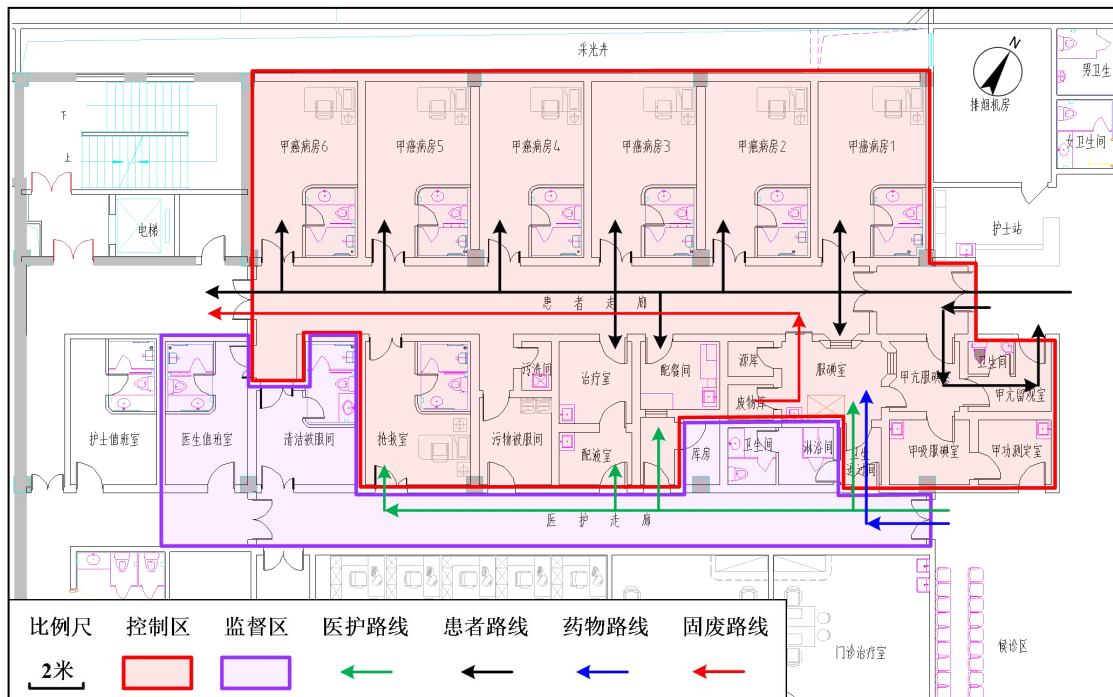 采光井
N
排烟机房
男卫生
女卫生间
下
上
电梯
甲癌病房6
甲癌病房5
甲癌病房4
甲癌病房3
甲癌病房2
甲癌病房1
护士站
患者走廊
护士值班室
医生值班室
清洁被服间
抢救室
污洗间
污物被服间
治疗室
配液室
配餐间
库房
源库
废物库
卫生间
淋浴间
服碘室
卫生
通过间
甲亢服碘室
卫生间
甲亢留观室
甲吸服碘室
甲功测定室
医护走廊
门诊治疗室
候诊区
比例尺
2米
控制区
监督区
医护路线
患者路线
药物路线
固废路线